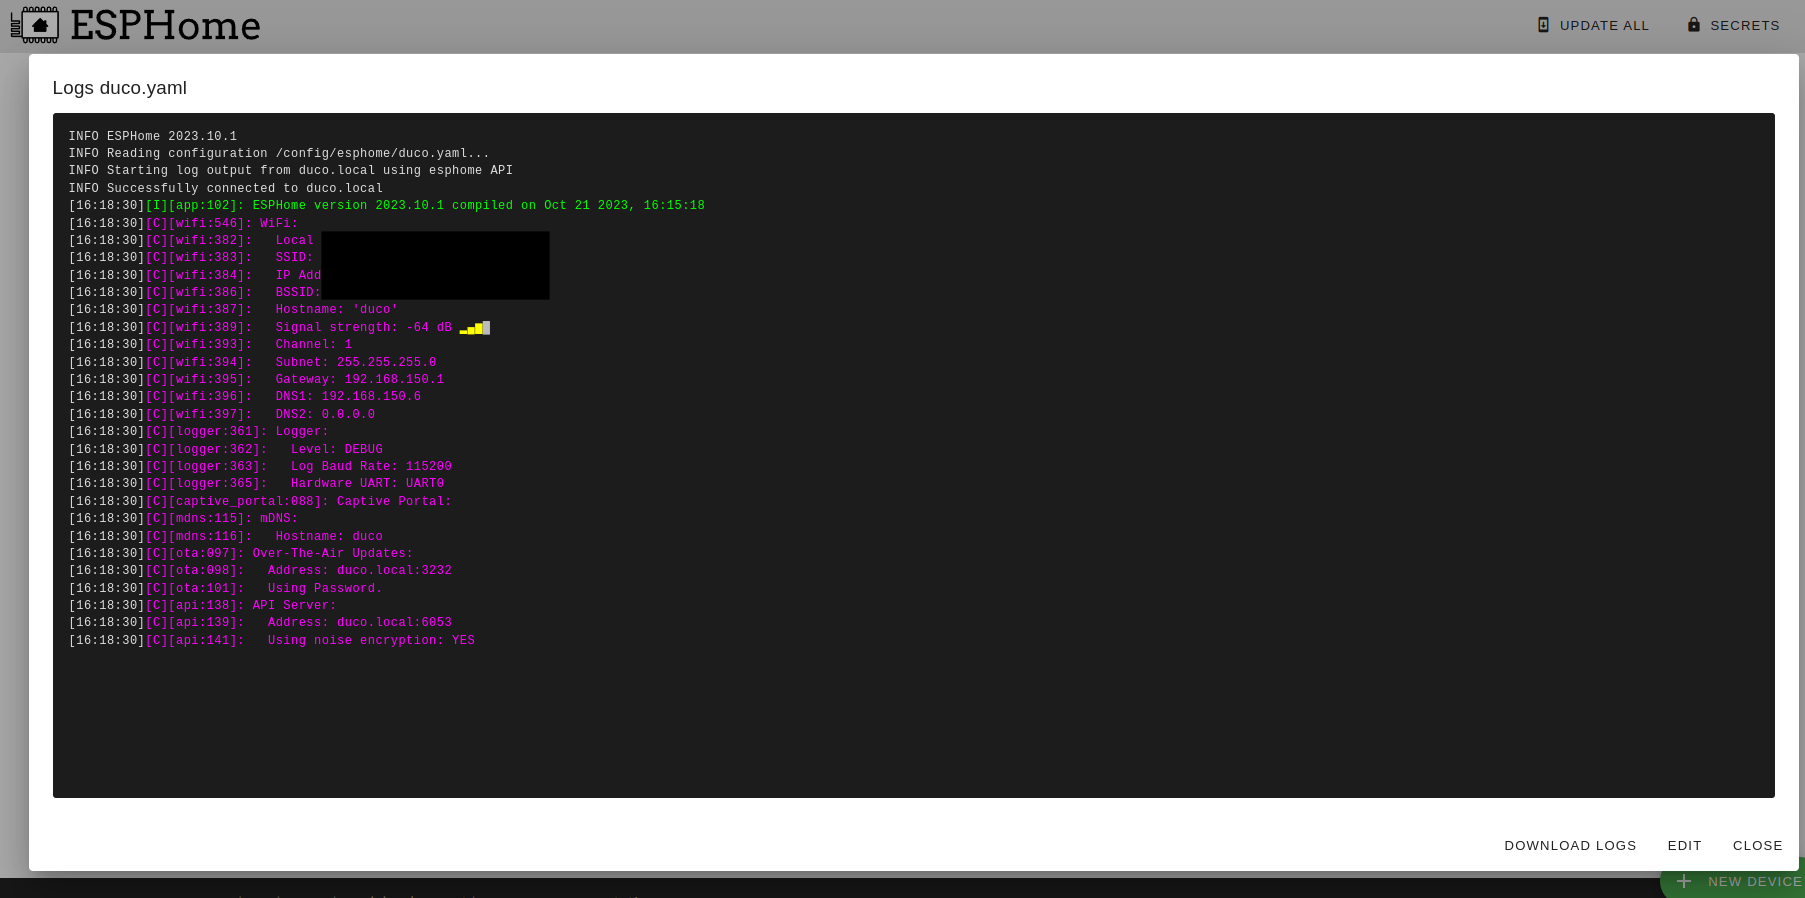 ESPHome
UPDATE ALL
SECRETS
Logs duco.yaml
INFO ESPHome 2023.10.1
INFO Reading configuration /config/esphome/duco.yaml...
INFO Starting log output from duco.local using esphome API
INFO Successfully connected to duco.local
[16:18:30][I][app:102]: ESPHome version 2023.10.1 compiled on Oct 21 2023, 16:15:18
[16:18:30][C][wifi:546]: WiFi:
[16:18:30][C][wifi:382]:   Local
[16:18:30][C][wifi:383]:   SSID:
[16:18:30][C][wifi:384]:   IP Add
[16:18:30][C][wifi:386]:   BSSID:
[16:18:30][C][wifi:387]:   Hostname: 'duco'
[16:18:30][C][wifi:389]:   Signal strength: -64 dB ▂▄▆█
[16:18:30][C][wifi:393]:   Channel: 1
[16:18:30][C][wifi:394]:   Subnet: 255.255.255.0
[16:18:30][C][wifi:395]:   Gateway: 192.168.150.1
[16:18:30][C][wifi:396]:   DNS1: 192.168.150.6
[16:18:30][C][wifi:397]:   DNS2: 0.0.0.0
[16:18:30][C][logger:361]: Logger:
[16:18:30][C][logger:362]:   Level: DEBUG
[16:18:30][C][logger:363]:   Log Baud Rate: 115200
[16:18:30][C][logger:365]:   Hardware UART: UART0
[16:18:30][C][captive_portal:088]: Captive Portal:
[16:18:30][C][mdns:115]: mDNS:
[16:18:30][C][mdns:116]:   Hostname: duco
[16:18:30][C][ota:097]: Over-The-Air Updates:
[16:18:30][C][ota:098]:   Address: duco.local:3232
[16:18:30][C][ota:101]:   Using Password.
[16:18:30][C][api:138]: API Server:
[16:18:30][C][api:139]:   Address: duco.local:6053
[16:18:30][C][api:141]:   Using noise encryption: YES
DOWNLOAD LOGS
EDIT
CLOSE
NEW DEVICE